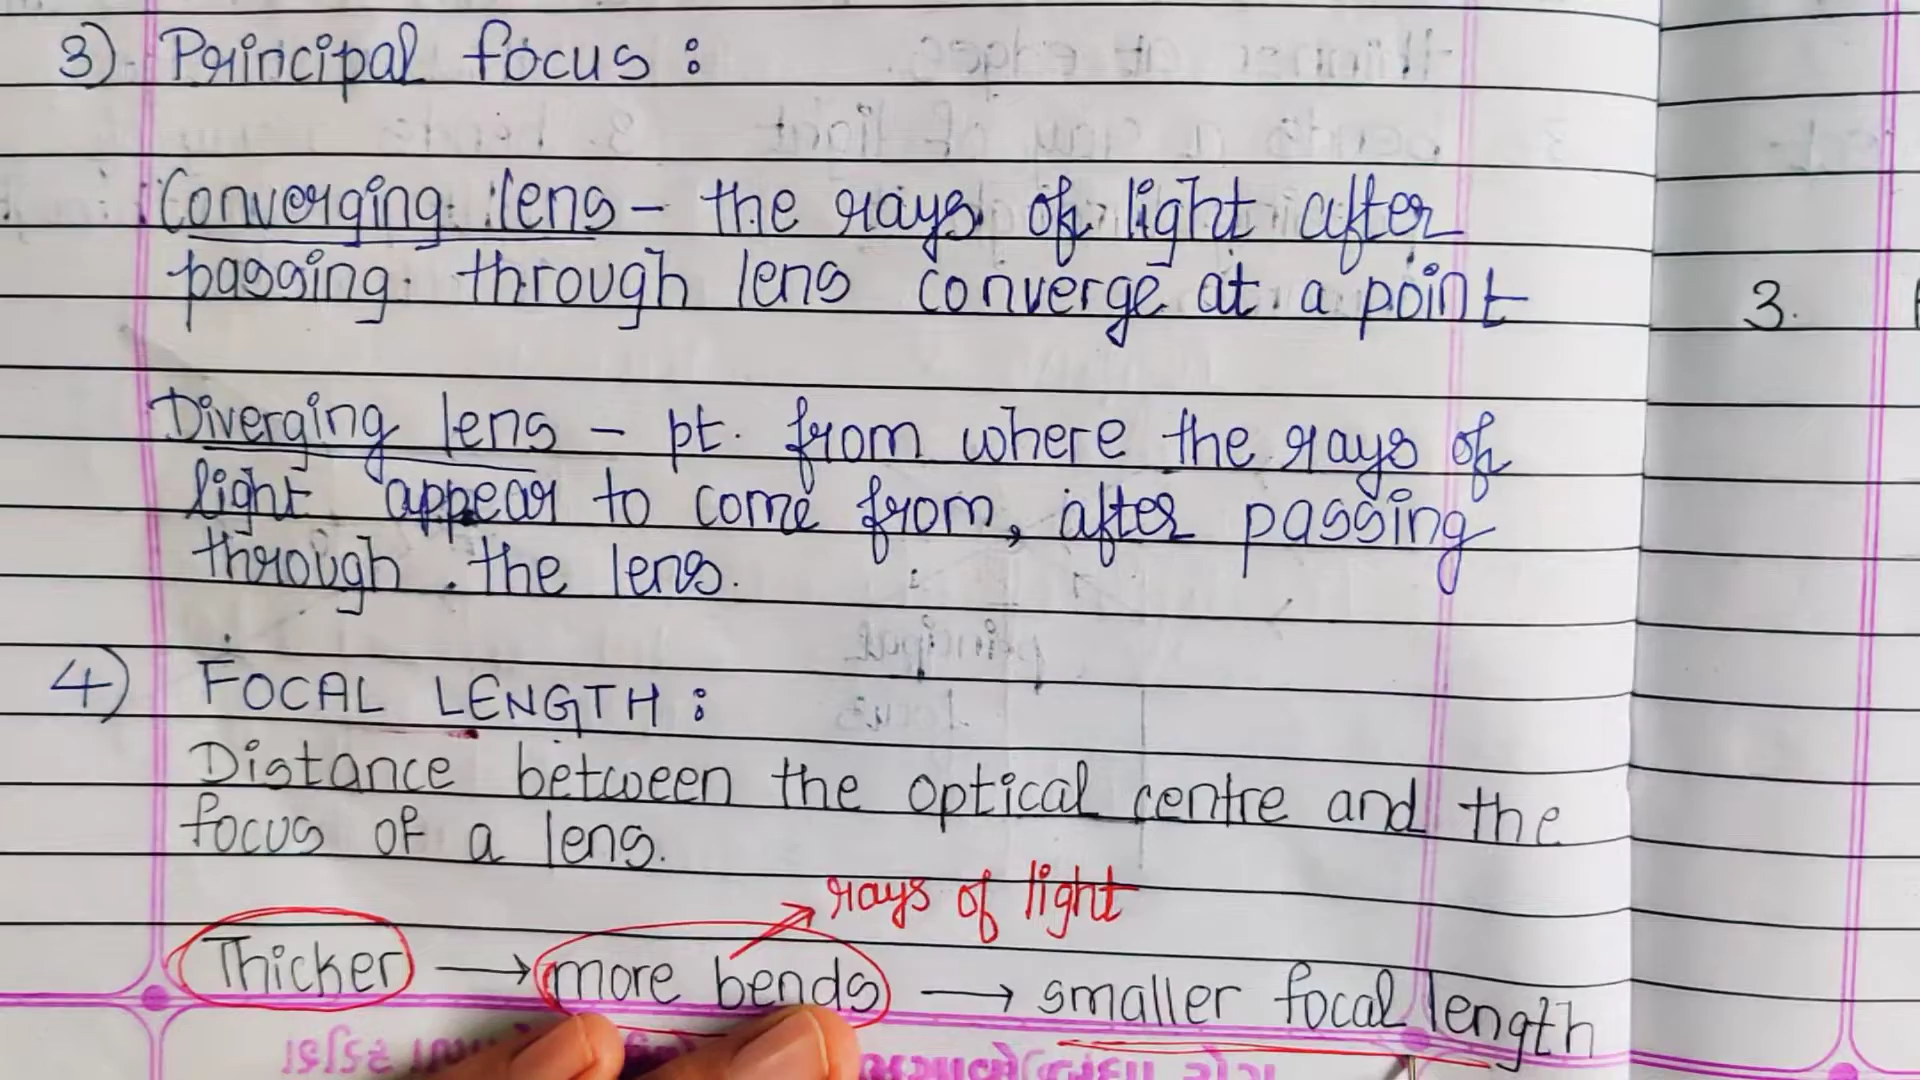 3) Principal focus :
Converging lens – the rays of light after
passing through lens converge at a point
Diverging lens – pt. from where the rays of
light appear to come from, after passing
through the lens.
4) FOCAL LENGTH :
Distance between the optical centre and the
focus of a lens.
rays of light
Thicker → more bends → smaller focal length
3.